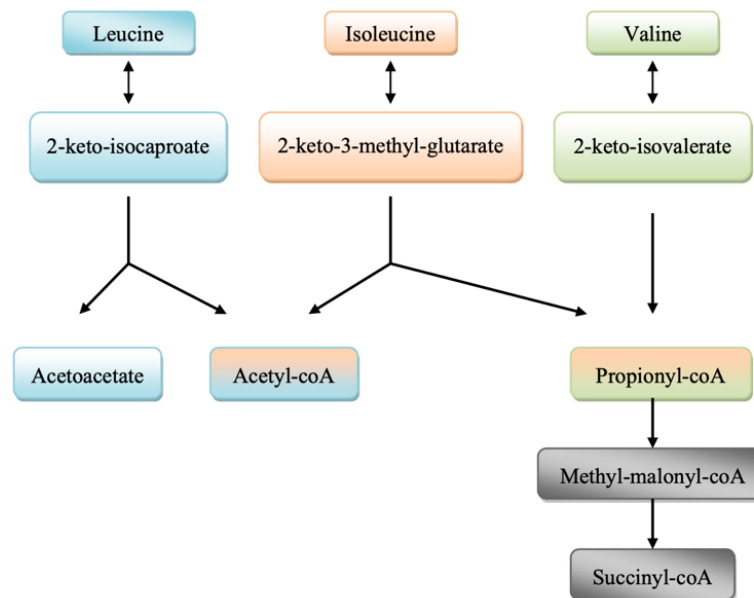 Leucine
Isoleucine
Valine
2-keto-isocaproate
2-keto-3-methyl-glutarate
2-keto-isovalerate
Acetoacetate
Acetyl-coA
Propionyl-coA
Methyl-malonyl-coA
Succinyl-coA